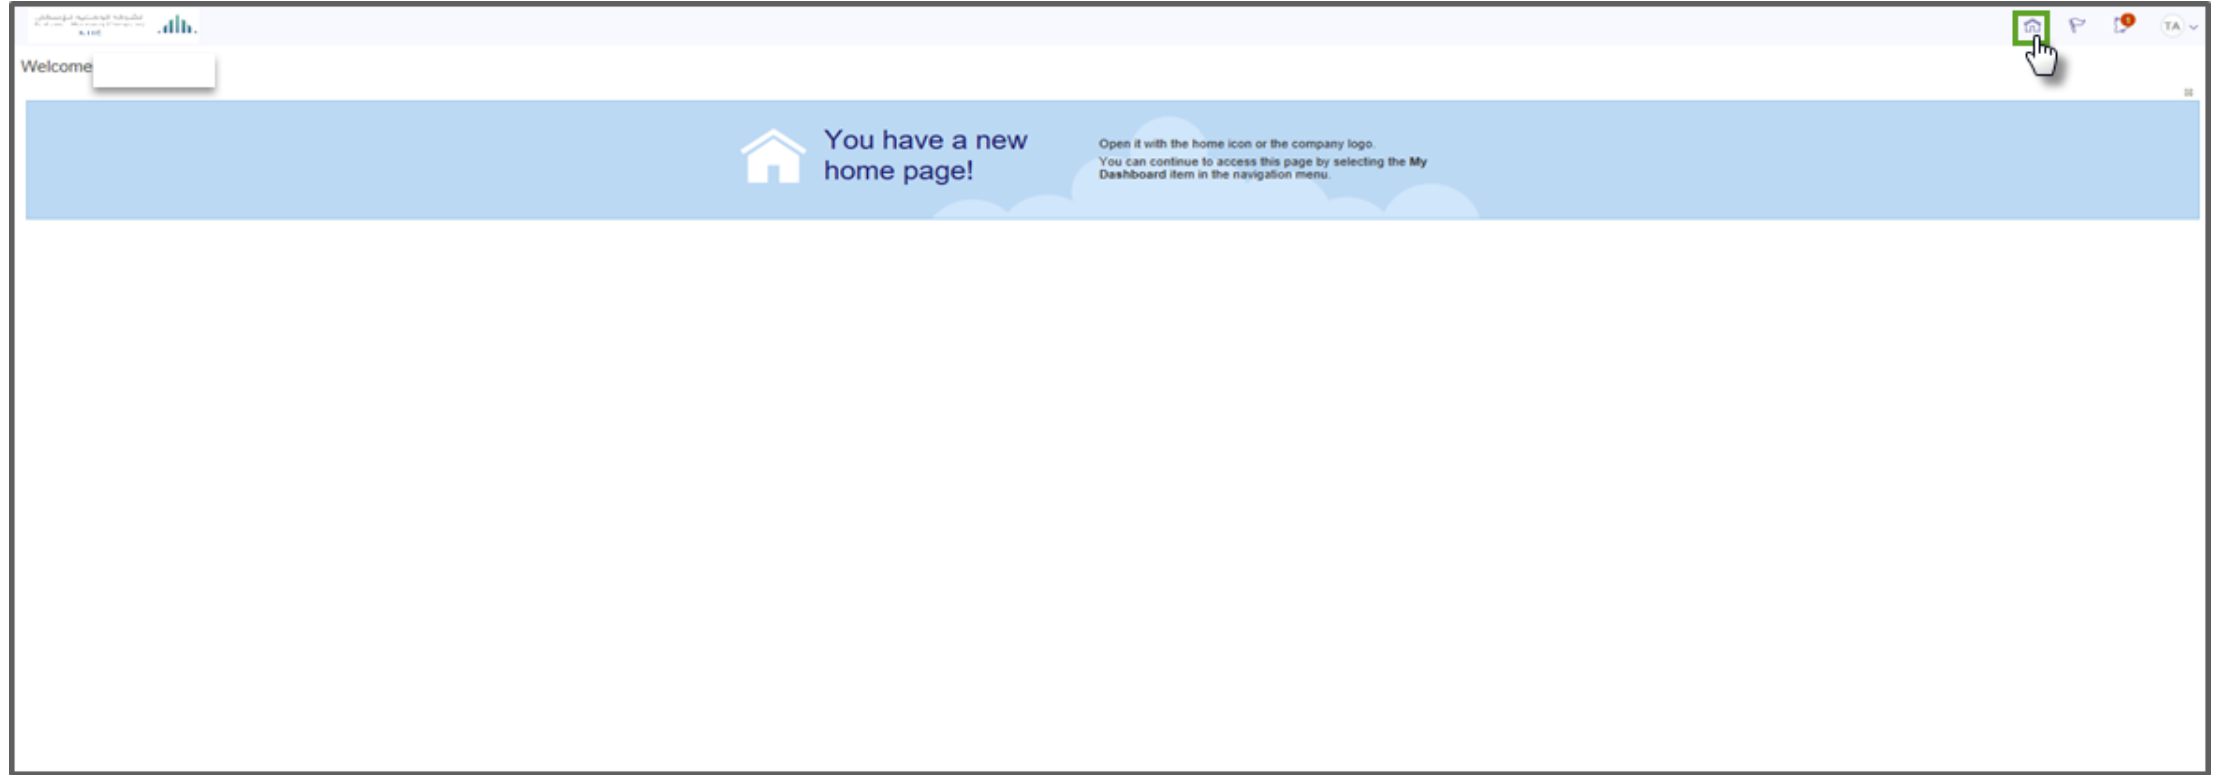 Welcome
TA
You have a new
home page!
Open it with the home icon or the company logo.
You can continue to access this page by selecting the My
Dashboard item in the navigation menu.